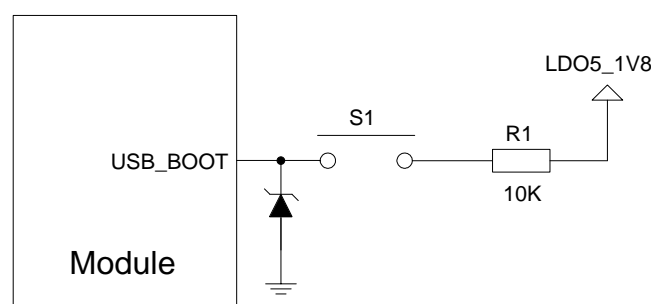 LDO5_1V8
S1
R1
USB_BOOT
10K
Module